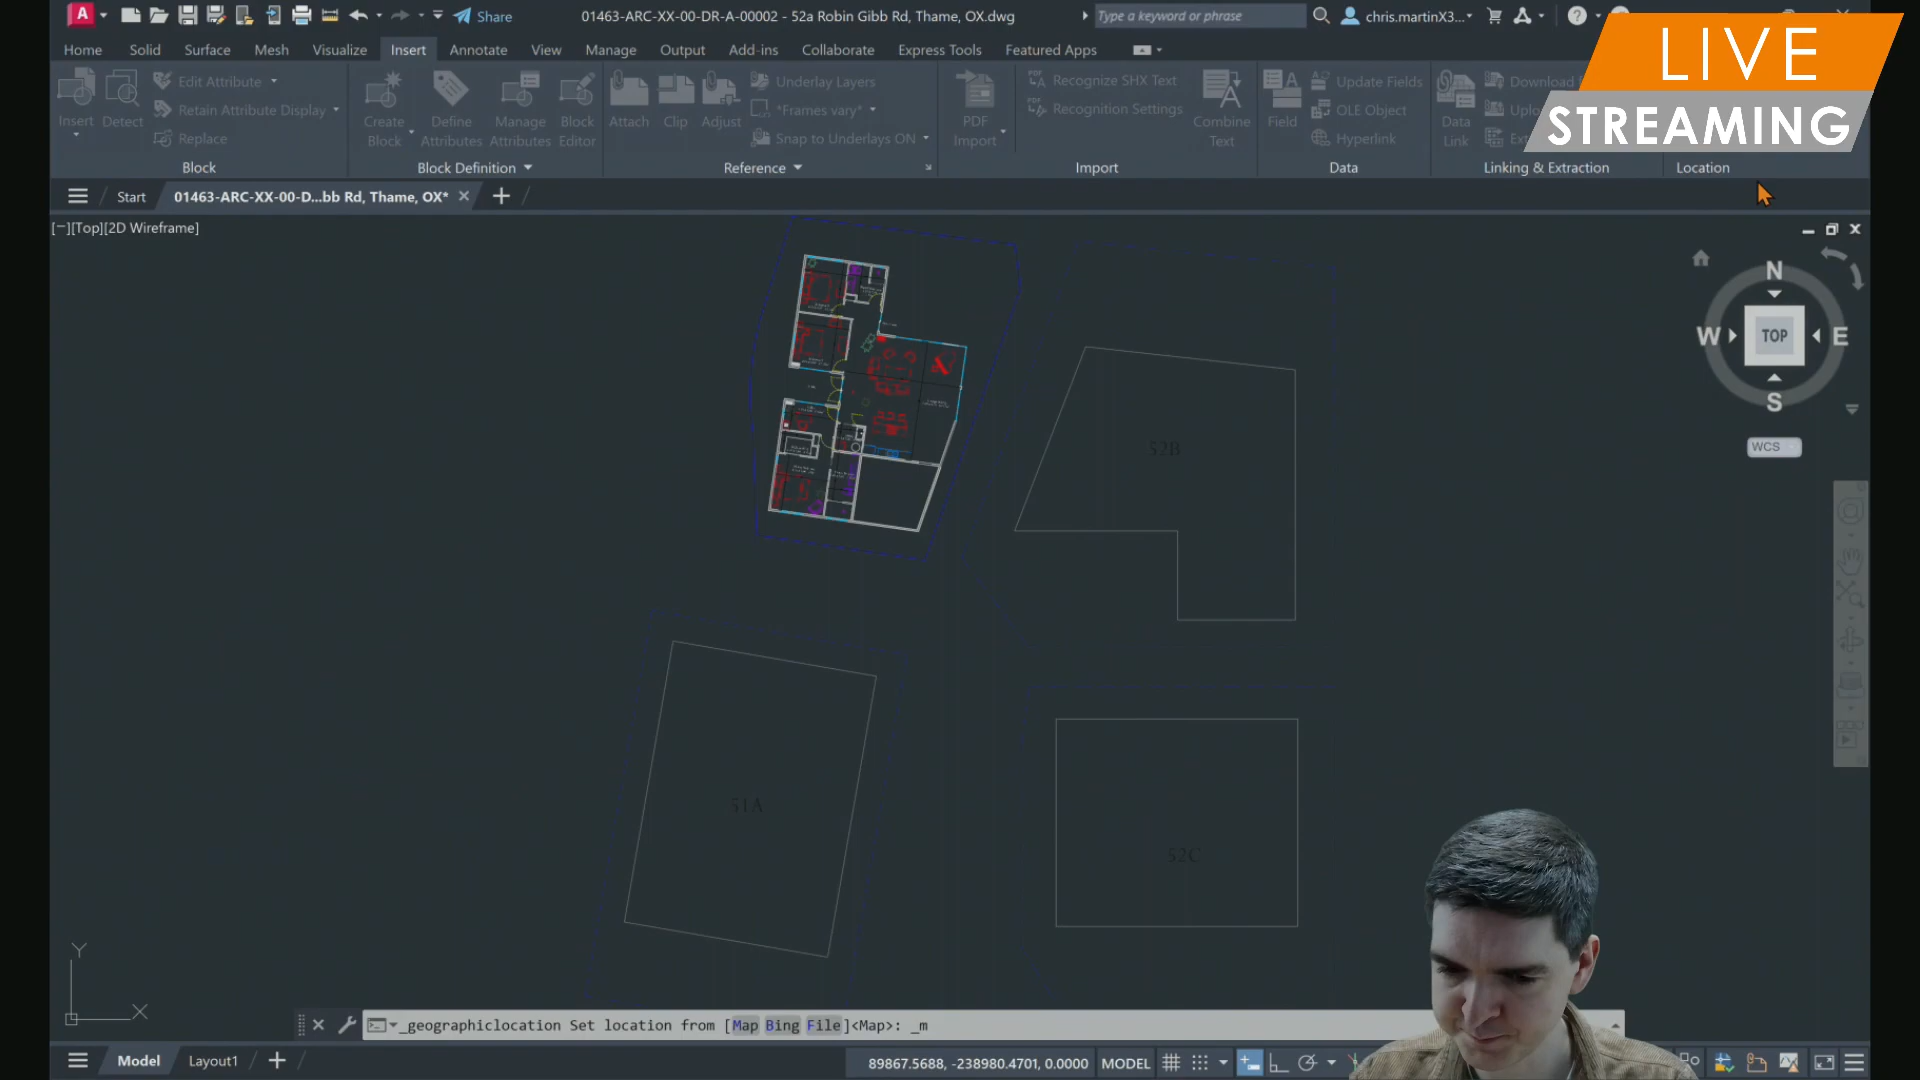 Share
01463-ARC-XX-00-DR-A-00002 - 52a Robin Gibb Rd, Thame, OX.dwg
Type a keyword or phrase
chris.martinX3...
LIVE
STREAMING
Home Solid Surface Mesh Visualize Insert Annotate View Manage Output Add-ins Collaborate Express Tools Featured Apps
Insert
Detect
Edit Attribute
Retain Attribute Display
Replace
Block
Create
Block
Define
Attributes
Manage
Attributes
Block
Editor
Block Definition
Attach
Clip
Adjust
Underlay Layers
*Frames vary*
Snap to Underlays ON
Reference
PDF
Import
Recognize SHX Text
Recognition Settings
Combine
Text
Import
Field
Update Fields
OLE Object
Hyperlink
Data
Data
Link
Download
Linking & Extraction
Location
Start
01463-ARC-XX-00-D...bb Rd, Thame, OX*
[−][Top][2D Wireframe]
N
W
TOP
E
S
WCS
52B
51A
52C
Y
X
_geographiclocation Set location from [Map Bing File]<Map>: _m
Model
Layout1
89867.5688, -238980.4701, 0.0000
MODEL